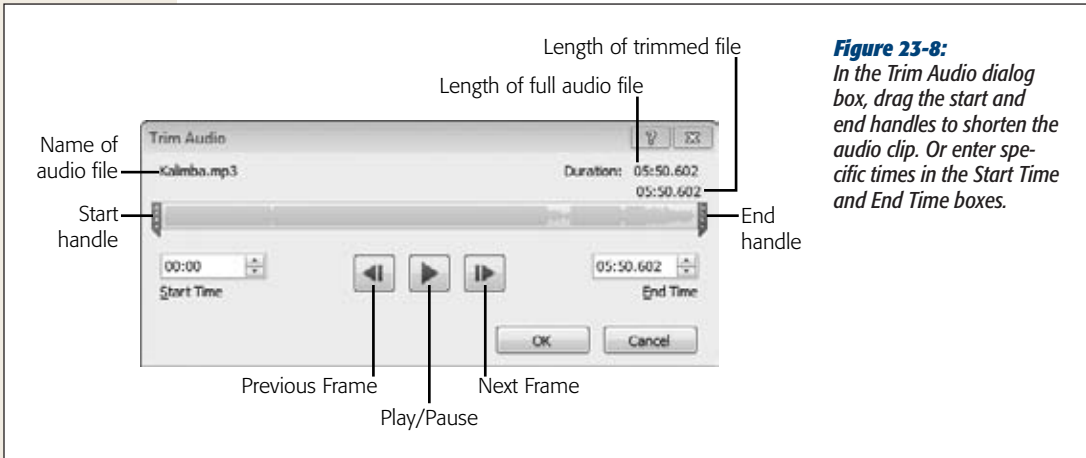 Length of trimmed file
Length of full audio file
Figure 23-8:
In the Trim Audio dialog
box, drag the start and
end handles to shorten the
audio clip. Or enter spe-
cific times in the Start Time
and End Time boxes.
Trim Audio
Name of
audio file
Kalimba.mp3
Duration: 05:50.602
05:50.602
Start
handle
End
handle
00:00
05:50.602
Start Time
End Time
OK
Cancel
Previous Frame
Next Frame
Play/Pause